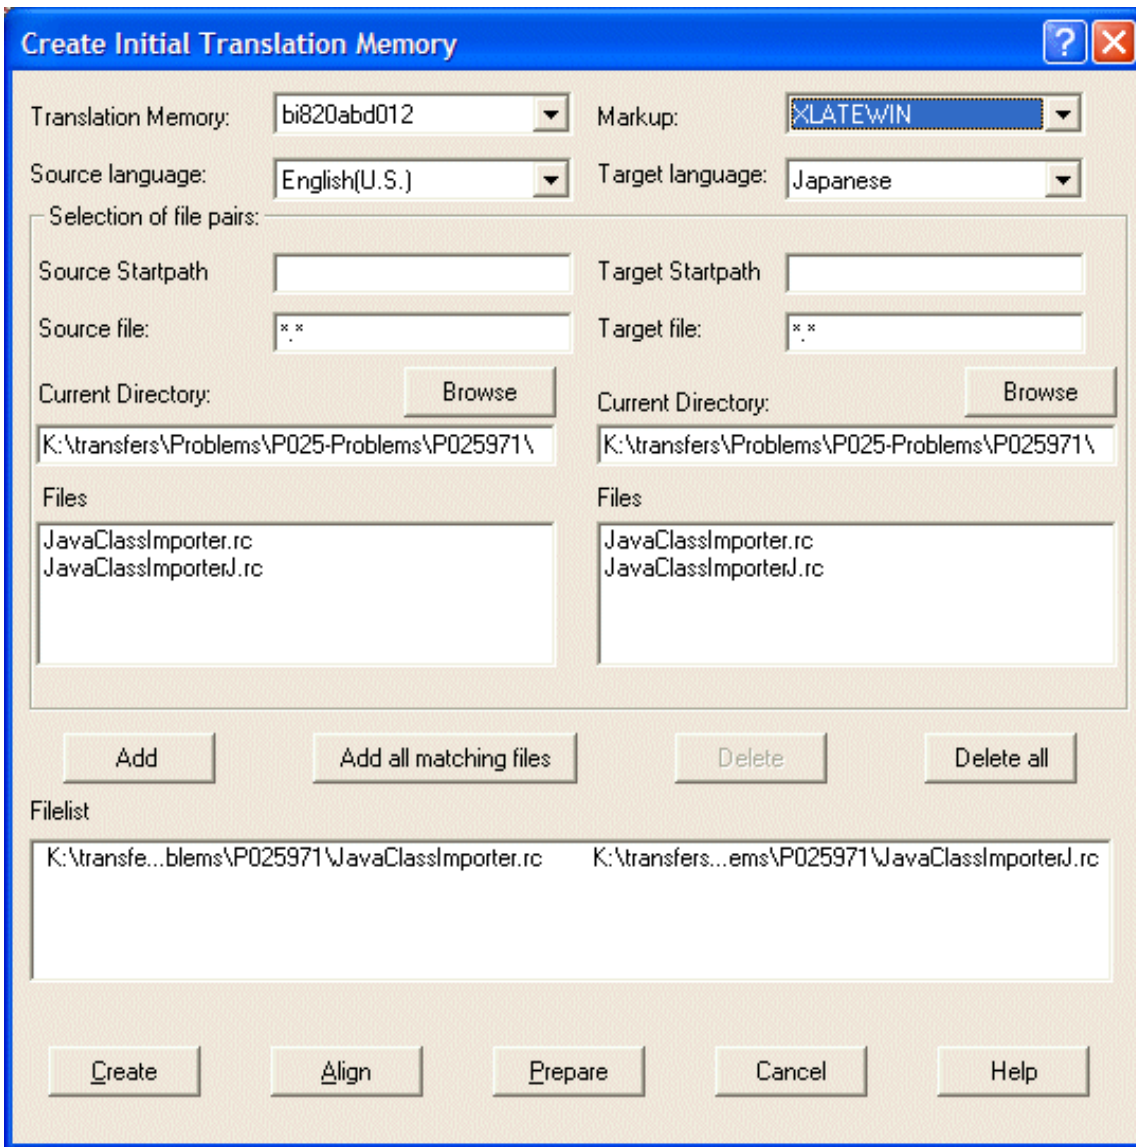 Create Initial Translation Memory
Translation Memory: bi820abd012 Markup: XLATEWIN
Source language: English(U.S.) Target language: Japanese
Selection of file pairs:
Source Startpath Target Startpath
Source file: *.* Target file: *.*
Current Directory: Browse Current Directory: Browse
K:\transfers\Problems\P025-Problems\P025971\ K:\transfers\Problems\P025-Problems\P025971\
Files Files
JavaClassImporter.rc JavaClassImporter.rc
JavaClassImporterJ.rc JavaClassImporterJ.rc
Add Add all matching files Delete Delete all
Filelist
K:\transfe...blems\P025971\JavaClassImporter.rc K:\transfers...ems\P025971\JavaClassImporterJ.rc
Create Align Prepare Cancel Help